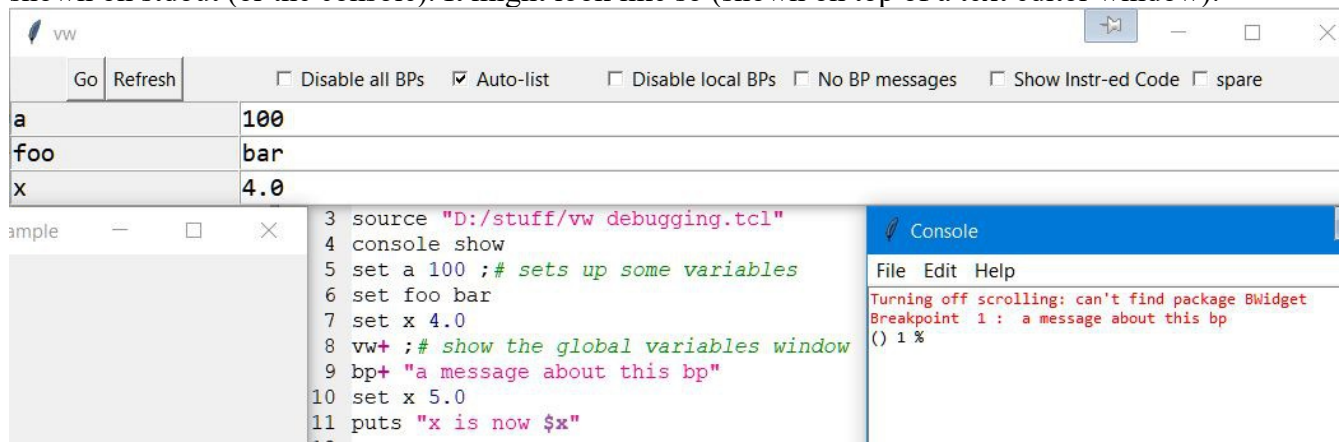 vw
Go Refresh Disable all BPs Auto-list Disable local BPs No BP messages Show Instr-ed Code spare
a 100
foo bar
x 4.0
ample
3 source "D:/stuff/vw debugging.tcl"
4 console show
5 set a 100 ;# sets up some variables
6 set foo bar
7 set x 4.0
8 vw+ ;# show the global variables window
9 bp+ "a message about this bp"
10 set x 5.0
11 puts "x is now $x"
Console
File Edit Help
Turning off scrolling: can't find package BWidget
Breakpoint 1 : a message about this bp
() 1 %